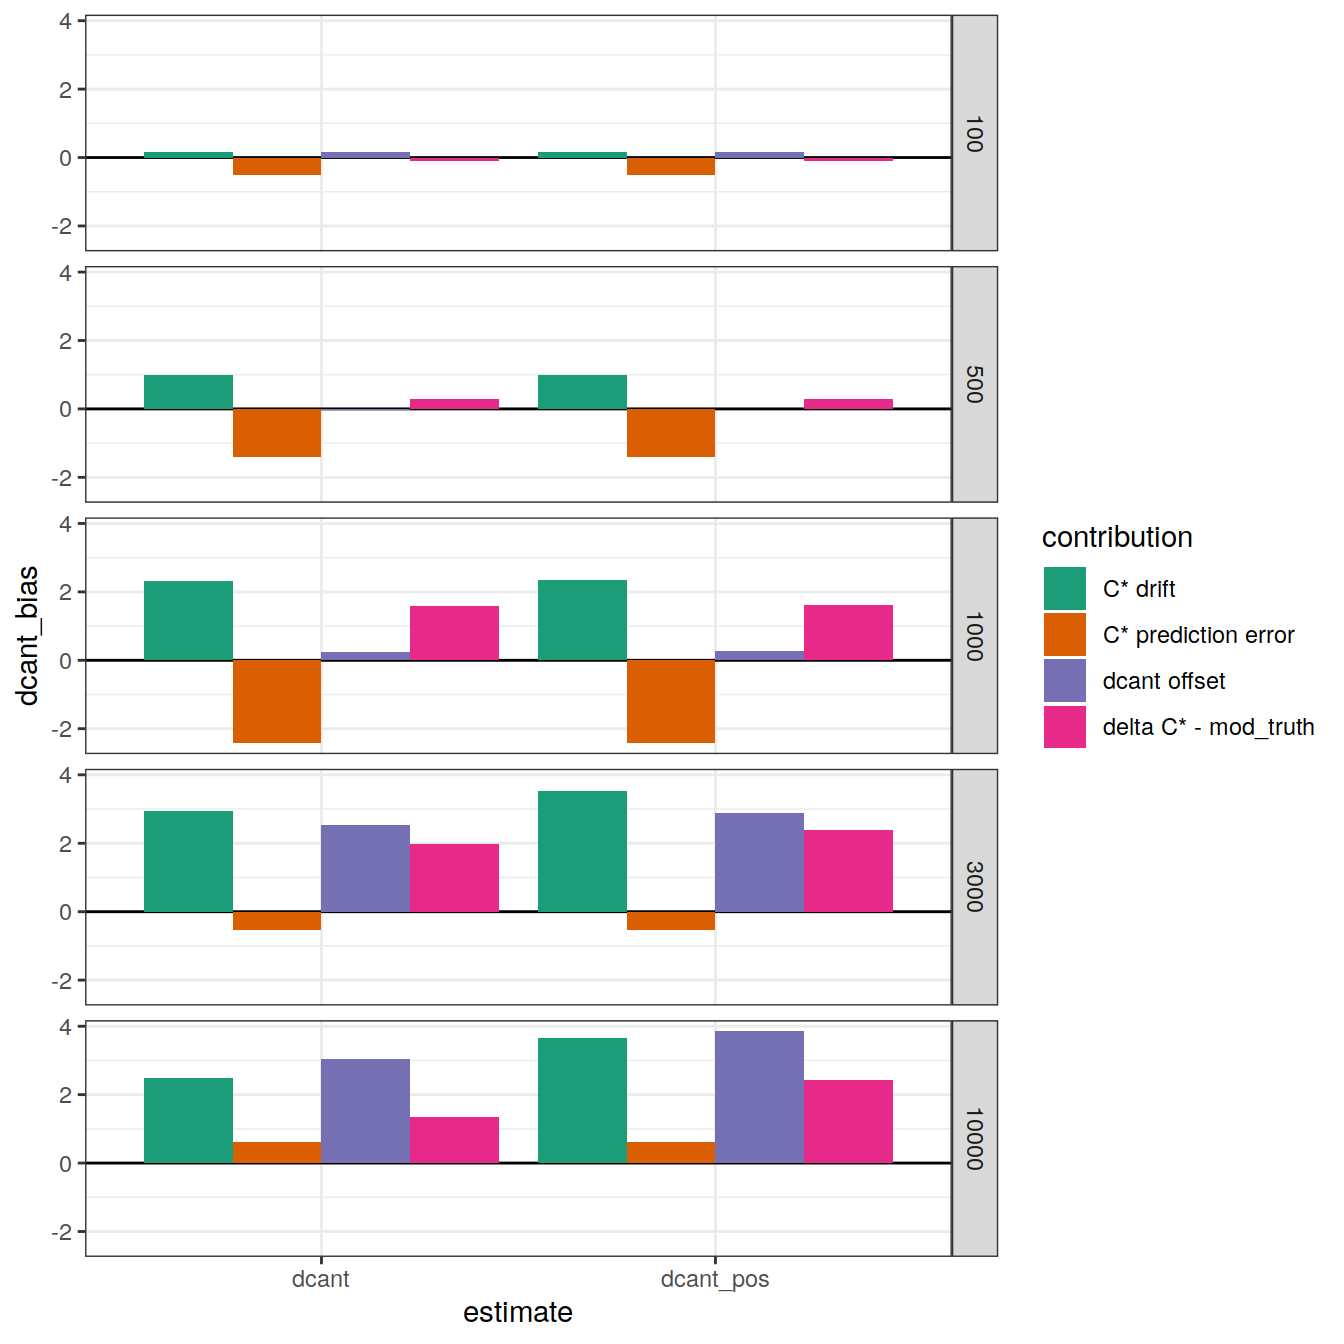 4
2
0
-2
100
4
2
0
-2
500
4
2
0
-2
1000
4
2
0
-2
3000
4
2
0
-2
10000
dcant_bias
dcant
dcant_pos
estimate
contribution
C* drift
C* prediction error
dcant offset
delta C* - mod_truth